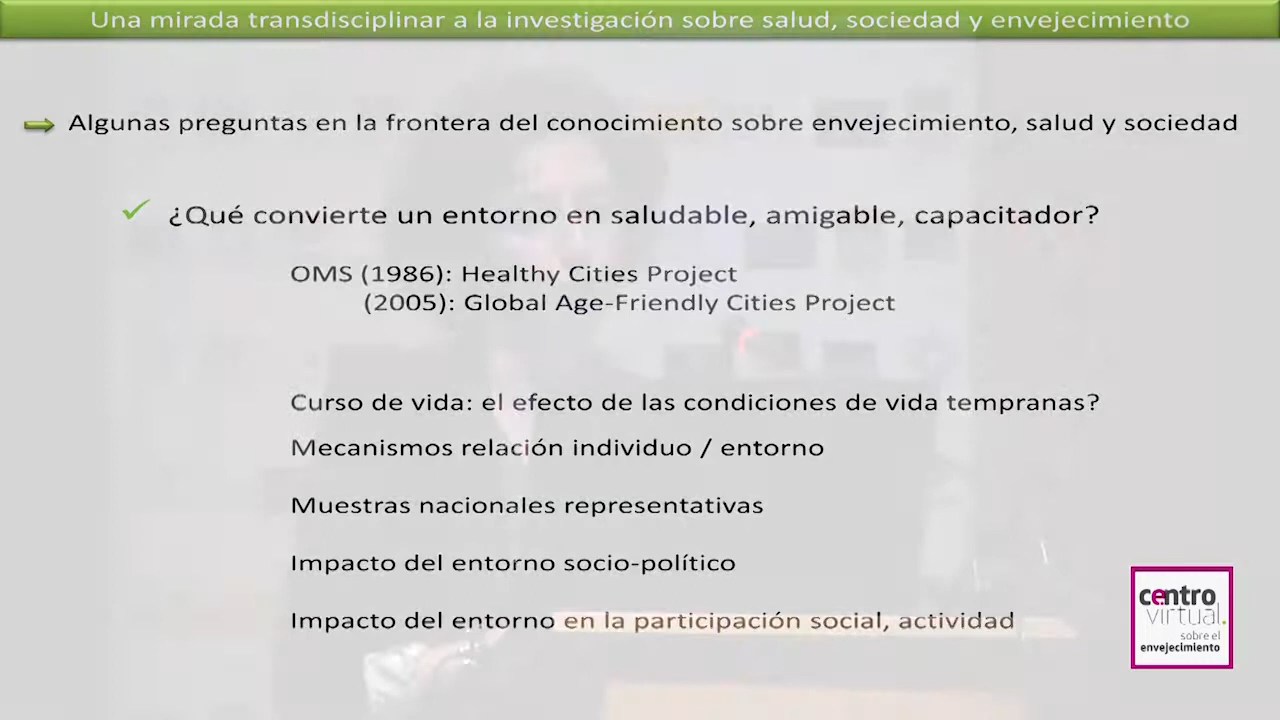 Una mirada transdisciplinar a la investigación sobre salud, sociedad y envejecimiento
Algunas preguntas en la frontera del conocimiento sobre envejecimiento, salud y sociedad
¿Qué convierte un entorno en saludable, amigable, capacitador?
OMS (1986): Healthy Cities Project
(2005): Global Age-Friendly Cities Project
Curso de vida: el efecto de las condiciones de vida tempranas?
Mecanismos relación individuo / entorno
Muestras nacionales representativas
Impacto del entorno socio-político
Impacto del entorno en la participación social, actividad
centro
virtual.
sobre el
envejecimiento